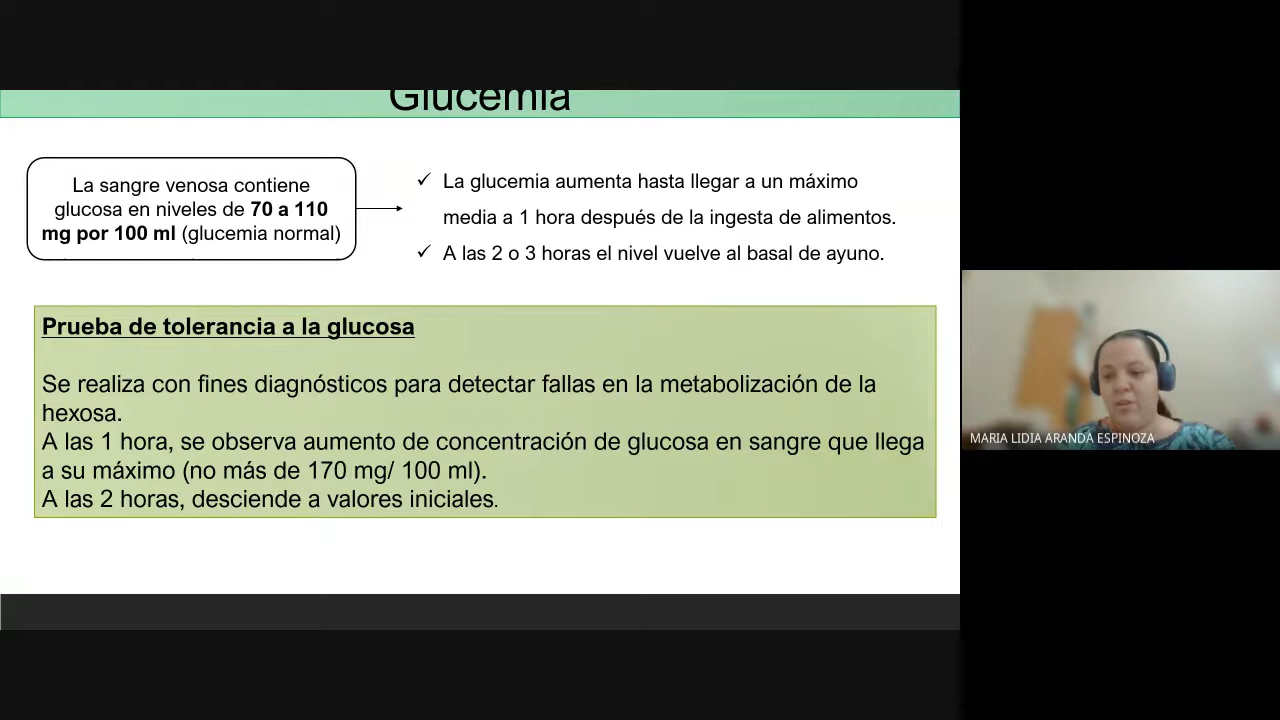 Glucemia
La sangre venosa contiene
glucosa en niveles de 70 a 110
mg por 100 ml (glucemia normal)
✓ La glucemia aumenta hasta llegar a un máximo
media a 1 hora después de la ingesta de alimentos.
✓ A las 2 o 3 horas el nivel vuelve al basal de ayuno.
Prueba de tolerancia a la glucosa
Se realiza con fines diagnósticos para detectar fallas en la metabolización de la
hexosa.
A las 1 hora, se observa aumento de concentración de glucosa en sangre que llega
a su máximo (no más de 170 mg/ 100 ml).
A las 2 horas, desciende a valores iniciales.
MARIA LIDIA ARANDA ESPINOZA